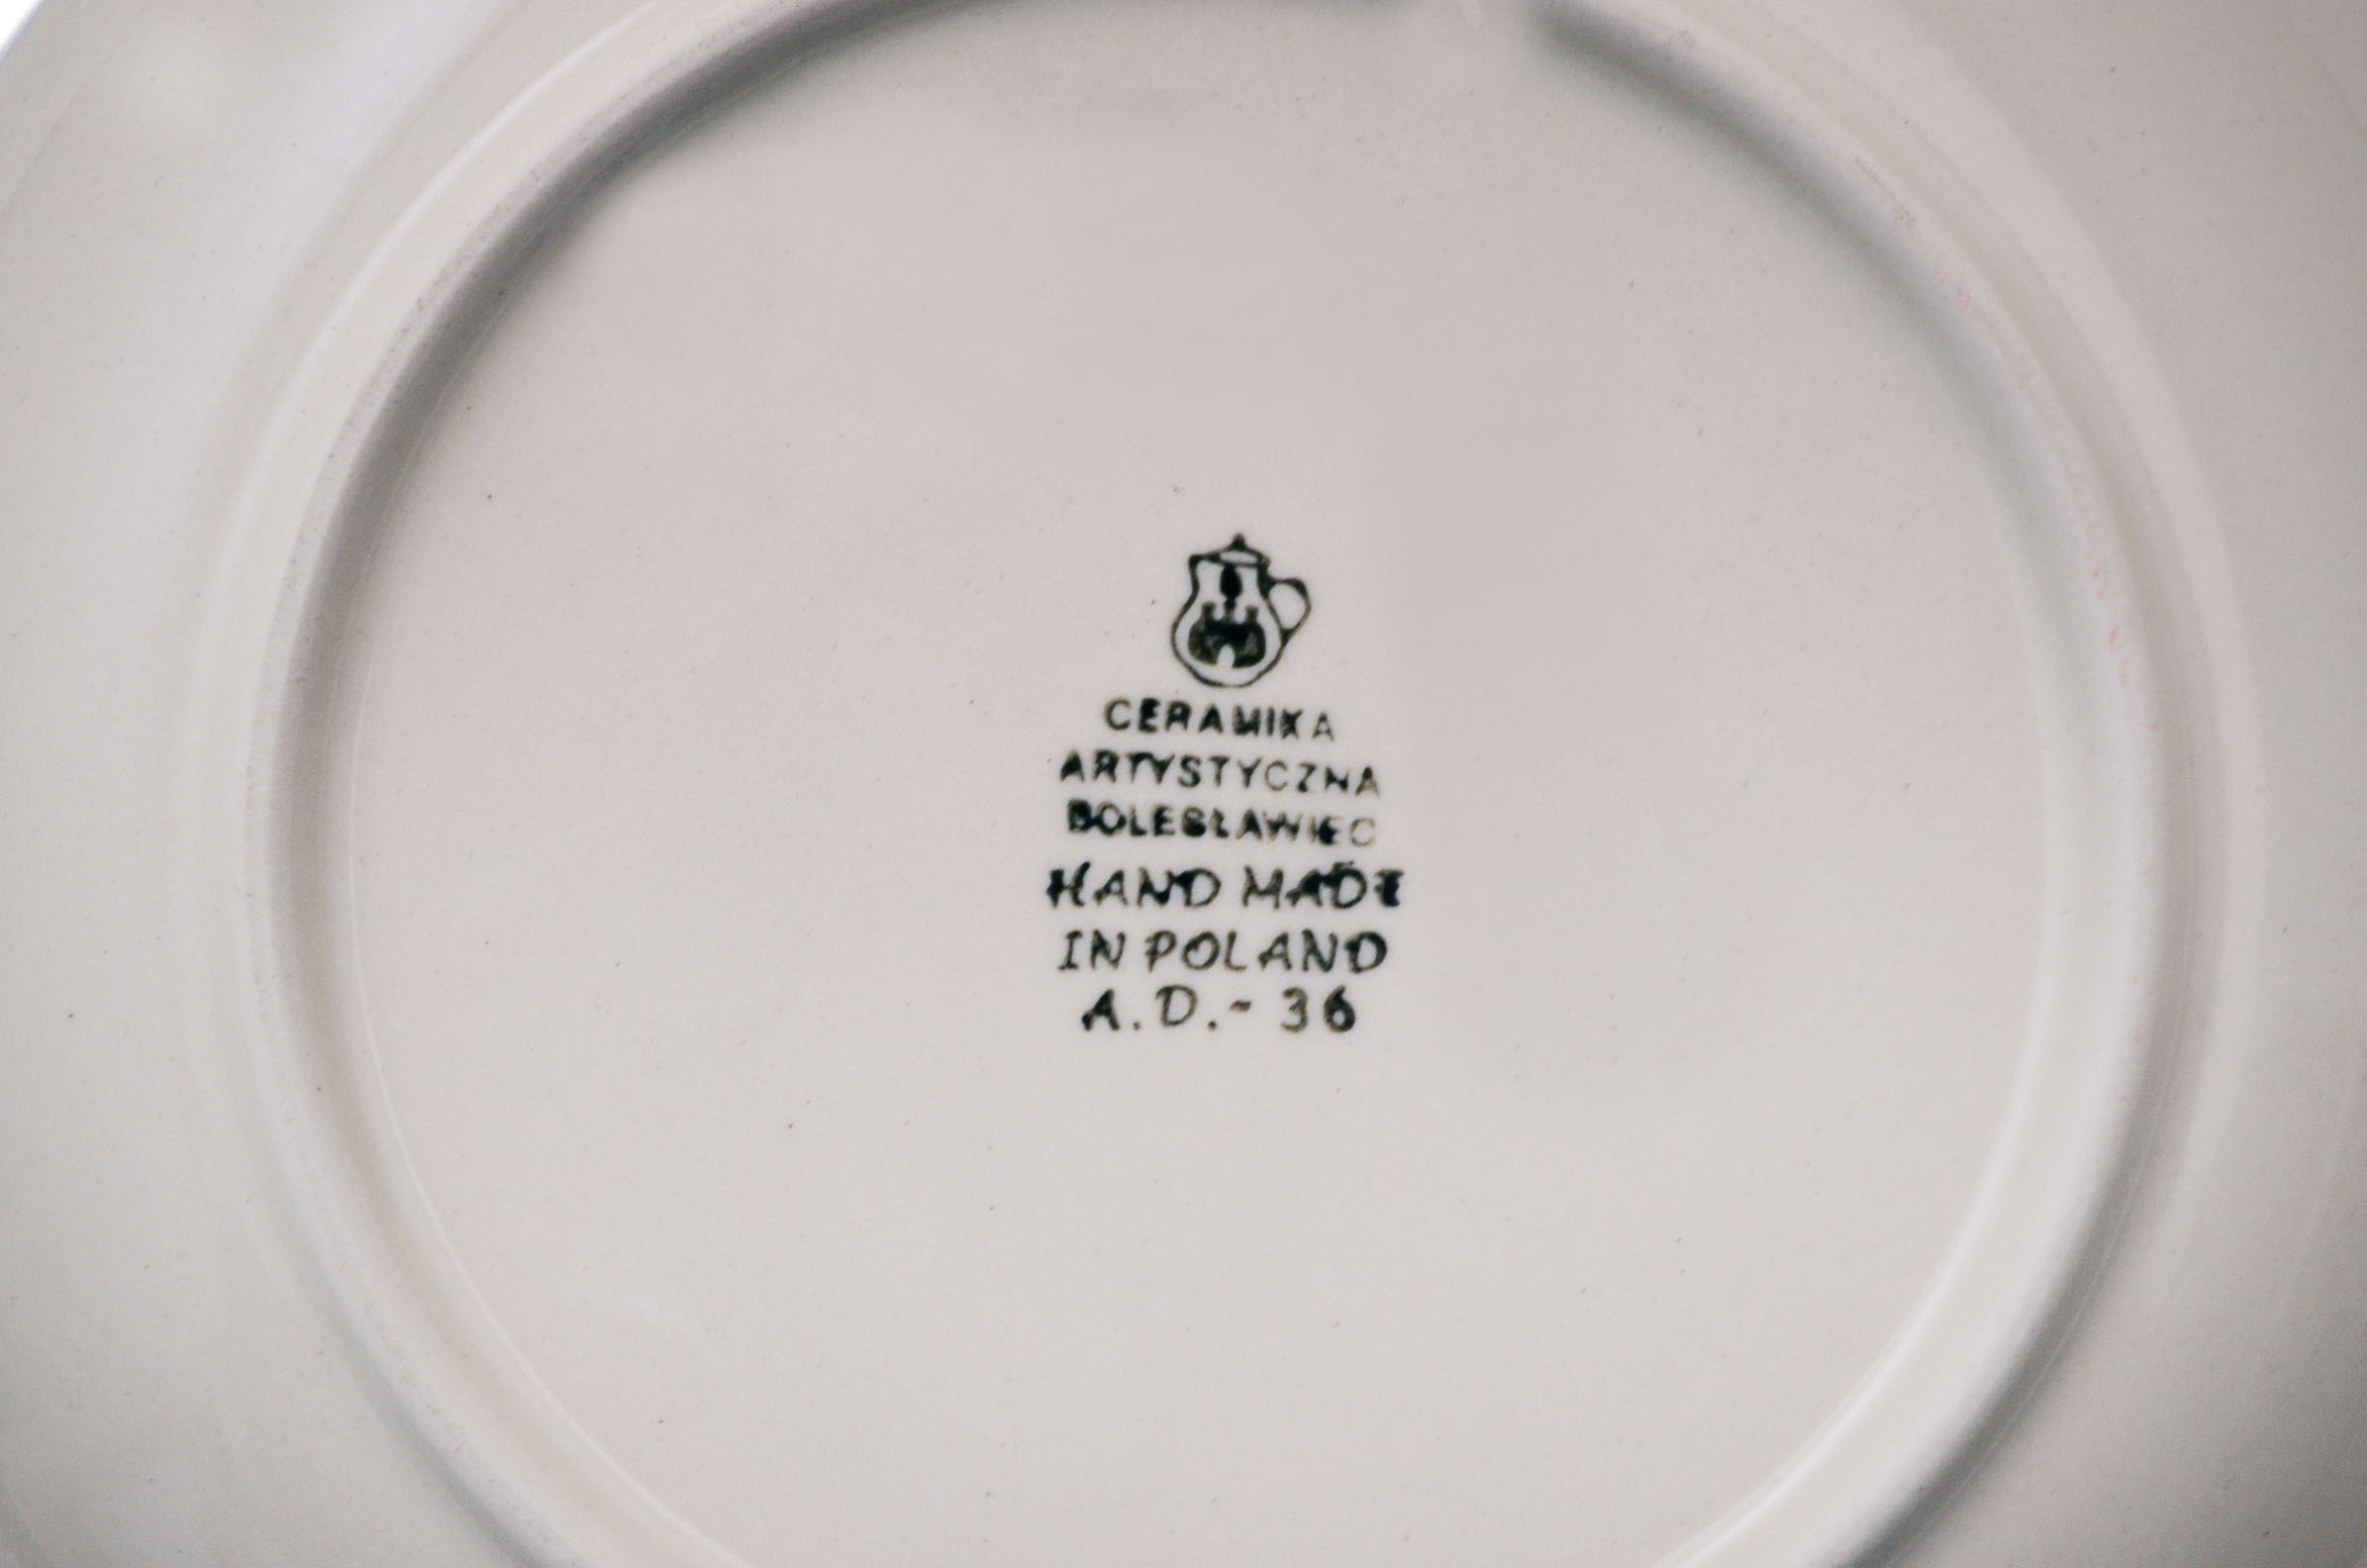 CERAMIKA
ARTYSTYCZNA
BOLESŁAWIEC
HAND MADE
IN POLAND
A.D.- 36